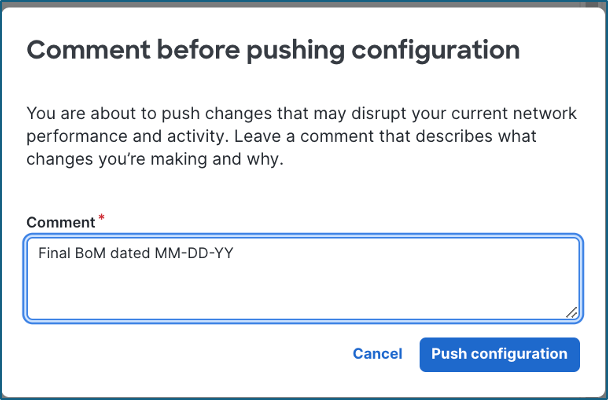 Comment before pushing configuration
You are about to push changes that may disrupt your current network
performance and activity. Leave a comment that describes what
changes you’re making and why.
Comment *
Final BoM dated MM-DD-YY
Cancel Push configuration